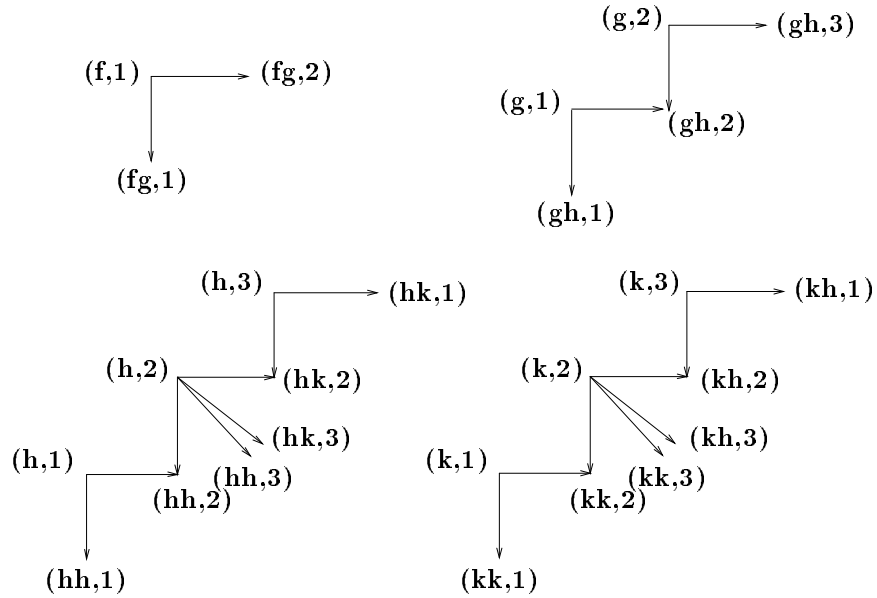 (f,1) (fg,2)
(fg,1)
(g,2) (gh,3)
(g,1) (gh,2)
(gh,1)
(h,3) (hk,1)
(h,2) (hk,2)
(hk,3)
(h,1) (hh,3)
(hh,2)
(hh,1)
(k,3) (kh,1)
(k,2) (kh,2)
(kh,3)
(k,1) (kk,3)
(kk,2)
(kk,1)